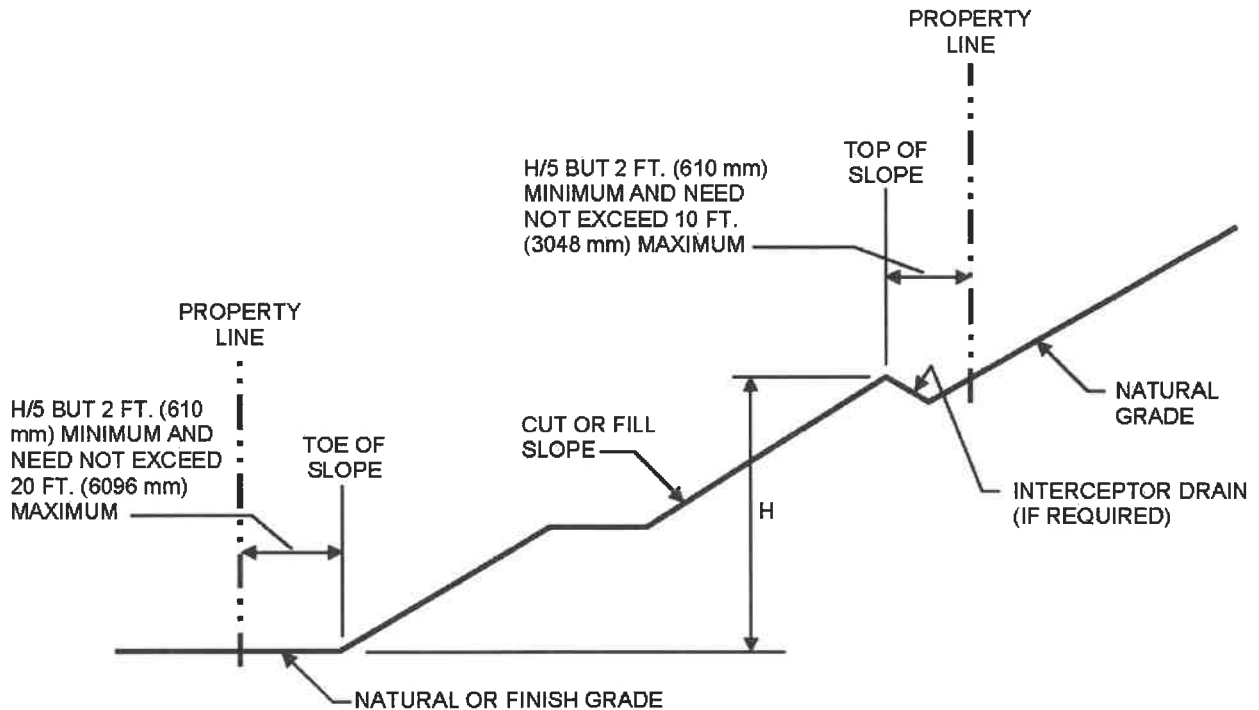 PROPERTY
LINE
H/5 BUT 2 FT. (610 mm)
MINIMUM AND NEED
NOT EXCEED 10 FT.
(3048 mm) MAXIMUM
TOP OF
SLOPE
PROPERTY
LINE
H/5 BUT 2 FT. (610
mm) MINIMUM AND
NEED NOT EXCEED
20 FT. (6096 mm)
MAXIMUM
TOE OF
SLOPE
CUT OR FILL
SLOPE
NATURAL
GRADE
H
INTERCEPTOR DRAIN
(IF REQUIRED)
NATURAL OR FINISH GRADE